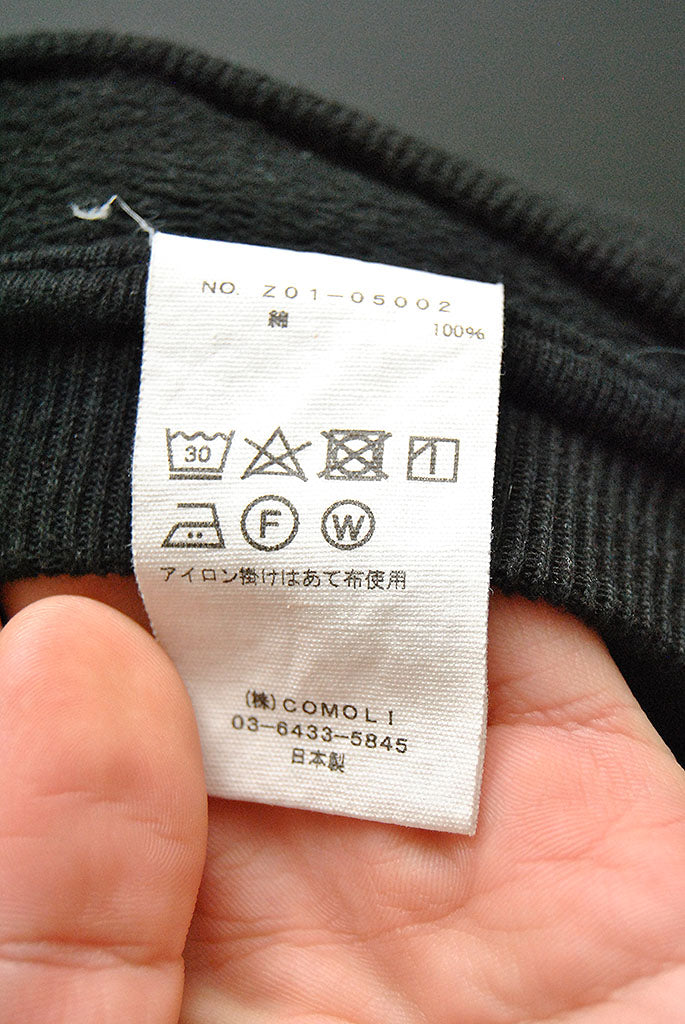 NO. Z01-05002
綿 100%
30
F W
アイロン掛けはあて布使用
(株)COMOLI
03-6433-5845
日本製